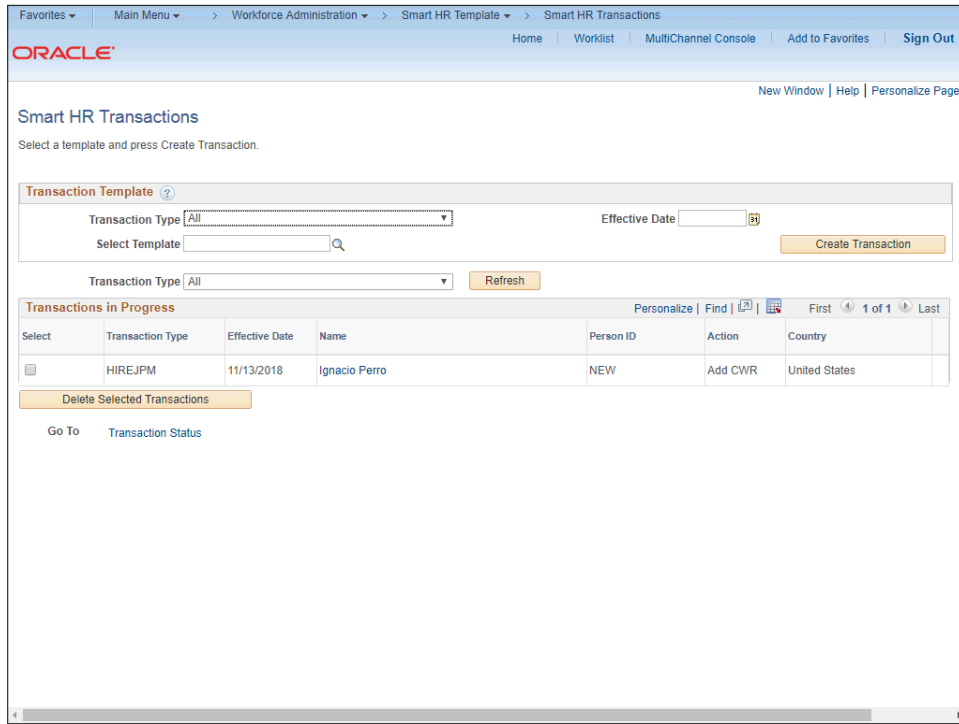 Favorites Main Menu > Workforce Administration > Smart HR Template > Smart HR Transactions
Home Worklist MultiChannel Console Add to Favorites Sign Out
ORACLE
New Window | Help | Personalize Page
Smart HR Transactions
Select a template and press Create Transaction.
Transaction Template ?
Transaction Type All Effective Date 31
Select Template Create Transaction
Transaction Type All Refresh
Transactions in Progress Personalize | Find | | First 1 of 1 Last
Select Transaction Type Effective Date Name Person ID Action Country
HIREJPM 11/13/2018 Ignacio Perro NEW Add CWR United States
Delete Selected Transactions
Go To Transaction Status